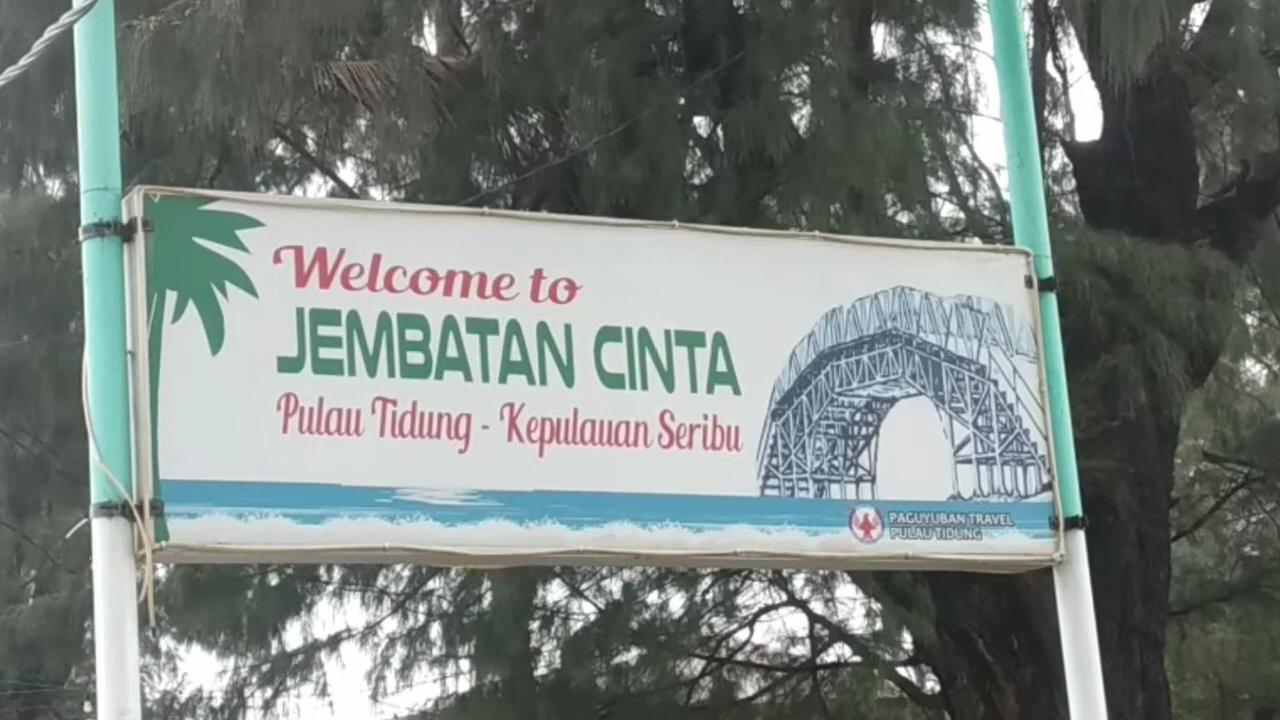 Welcome to
JEMBATAN CINTA
Pulau Tidung - Kepulauan Seribu
PAGUYUBAN TRAVEL
PULAU TIDUNG